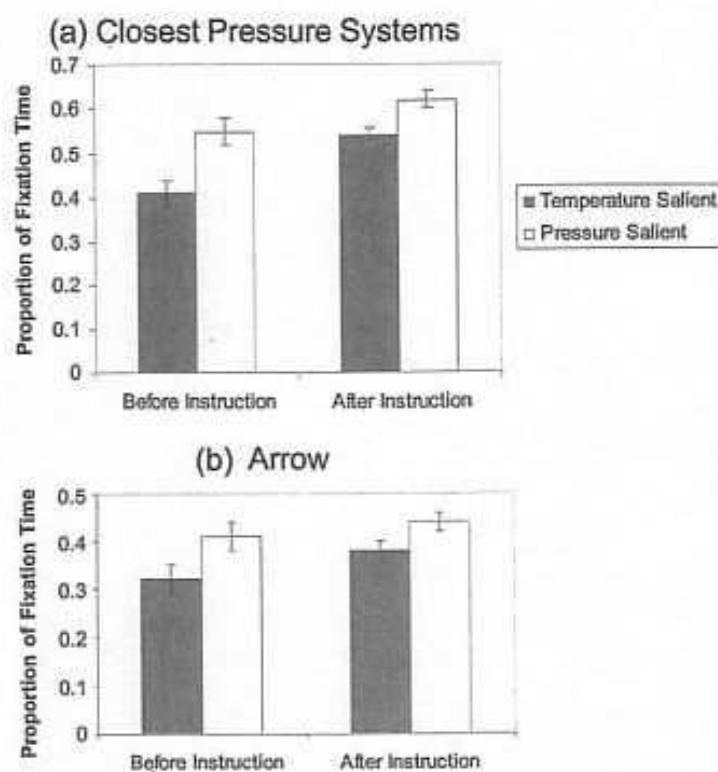 (a) Closest Pressure Systems
Proportion of Fixation Time
0.7
0.6
0.5
0.4
0.3
0.2
0.1
0
Before Instruction After Instruction
Temperature Salient
Pressure Salient
(b) Arrow
Proportion of Fixation Time
0.5
0.4
0.3
0.2
0.1
0
Before Instruction After Instruction